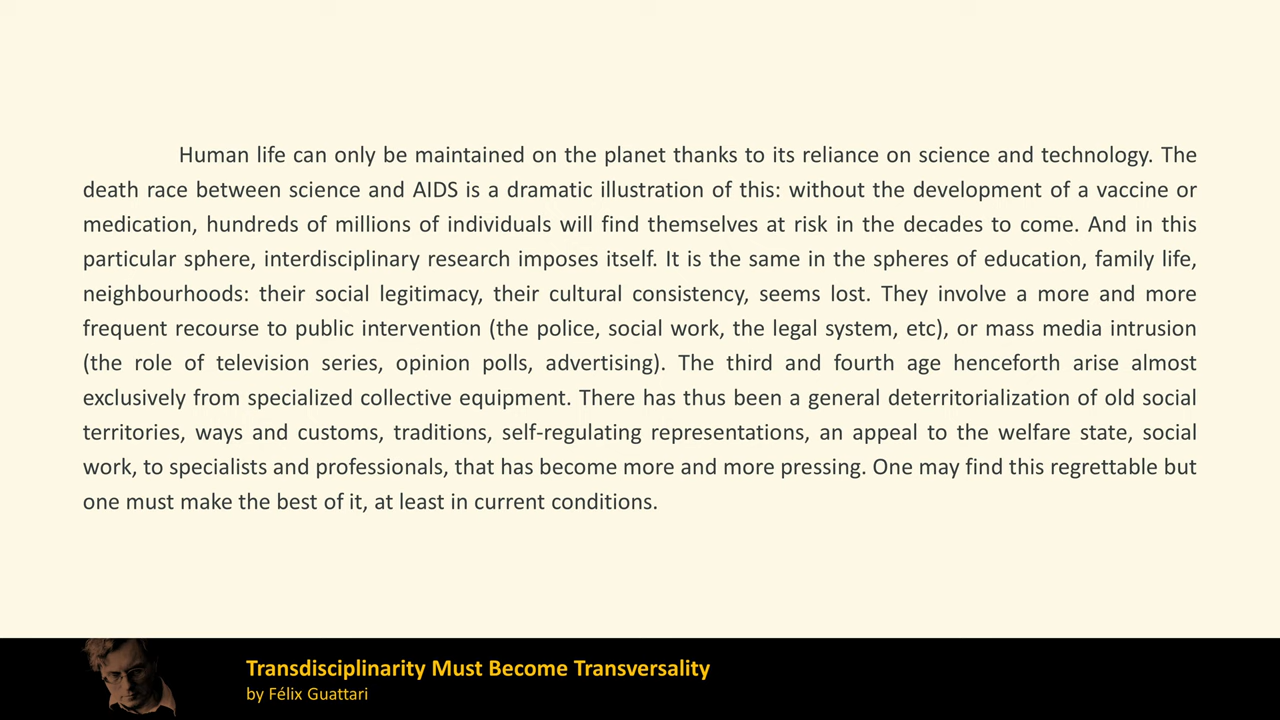 Human life can only be maintained on the planet thanks to its reliance on science and technology. The
death race between science and AIDS is a dramatic illustration of this: without the development of a vaccine or
medication, hundreds of millions of individuals will find themselves at risk in the decades to come. And in this
particular sphere, interdisciplinary research imposes itself. It is the same in the spheres of education, family life,
neighbourhoods: their social legitimacy, their cultural consistency, seems lost. They involve a more and more
frequent recourse to public intervention (the police, social work, the legal system, etc), or mass media intrusion
(the role of television series, opinion polls, advertising). The third and fourth age henceforth arise almost
exclusively from specialized collective equipment. There has thus been a general deterritorialization of old social
territories, ways and customs, traditions, self-regulating representations, an appeal to the welfare state, social
work, to specialists and professionals, that has become more and more pressing. One may find this regrettable but
one must make the best of it, at least in current conditions.
Transdisciplinarity Must Become Transversality
by Félix Guattari